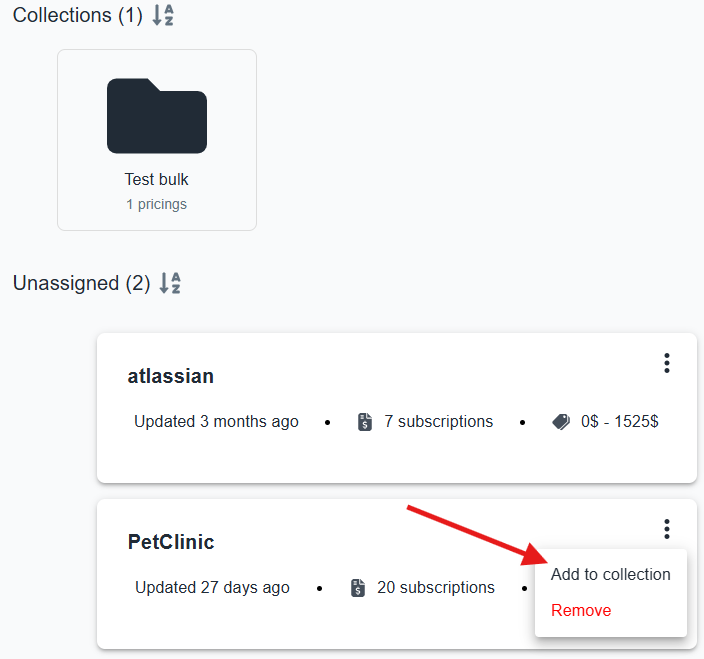 Collections (1)
Test bulk
1 pricings
Unassigned (2)
atlassian
Updated 3 months ago • 7 subscriptions • 0$ - 1525$
PetClinic
Updated 27 days ago • 20 subscriptions •
Add to collection
Remove